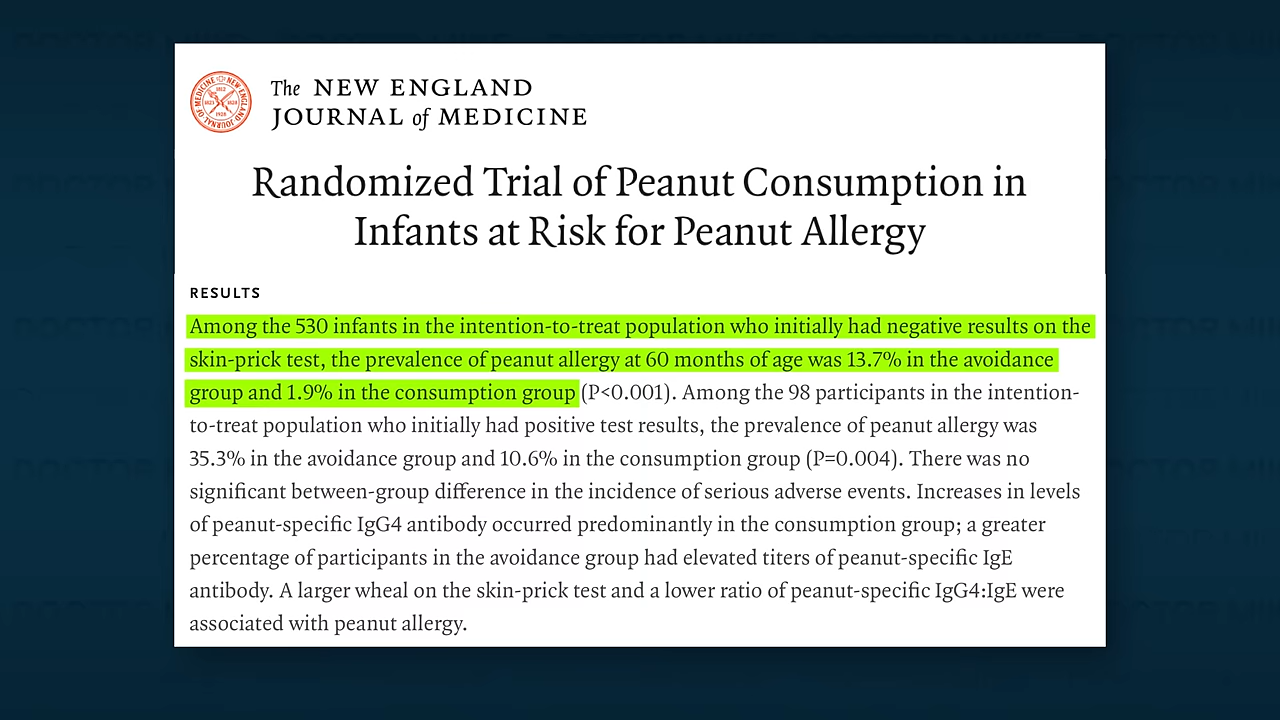 The NEW ENGLAND
JOURNAL of MEDICINE
Randomized Trial of Peanut Consumption in
Infants at Risk for Peanut Allergy
RESULTS
Among the 530 infants in the intention-to-treat population who initially had negative results on the
skin-prick test, the prevalence of peanut allergy at 60 months of age was 13.7% in the avoidance
group and 1.9% in the consumption group (P<0.001). Among the 98 participants in the intention-
to-treat population who initially had positive test results, the prevalence of peanut allergy was
35.3% in the avoidance group and 10.6% in the consumption group (P=0.004). There was no
significant between-group difference in the incidence of serious adverse events. Increases in levels
of peanut-specific IgG4 antibody occurred predominantly in the consumption group; a greater
percentage of participants in the avoidance group had elevated titers of peanut-specific IgE
antibody. A larger wheal on the skin-prick test and a lower ratio of peanut-specific IgG4:IgE were
associated with peanut allergy.